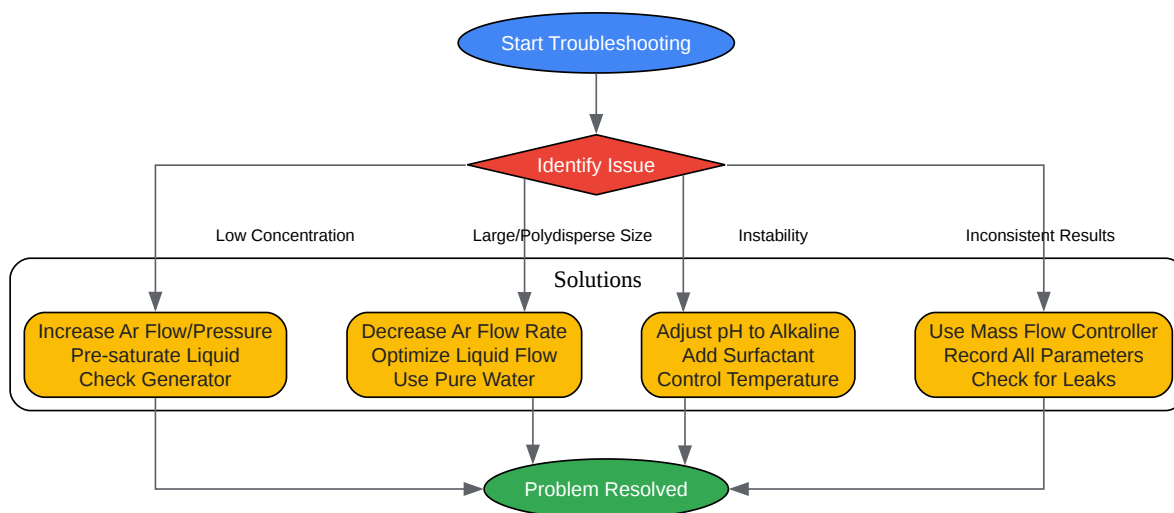 Start Troubleshooting
Identify Issue
Low Concentration
Large/Polydisperse Size
Instability
Inconsistent Results
Solutions
Increase Ar Flow/Pressure
Pre-saturate Liquid
Check Generator
Decrease Ar Flow Rate
Optimize Liquid Flow
Use Pure Water
Adjust pH to Alkaline
Add Surfactant
Control Temperature
Use Mass Flow Controller
Record All Parameters
Check for Leaks
Problem Resolved